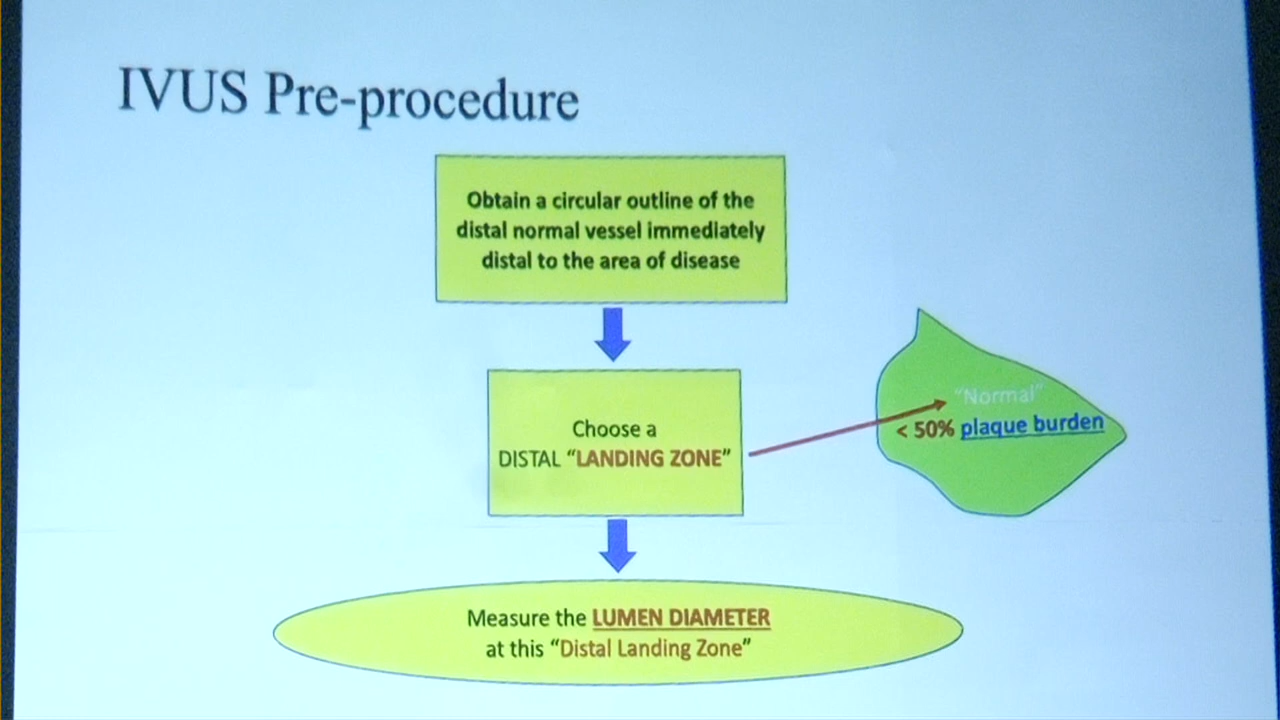 IVUS Pre-procedure
Obtain a circular outline of the
distal normal vessel immediately
distal to the area of disease
Choose a
DISTAL “LANDING ZONE”
“Normal”
< 50% plaque burden
Measure the LUMEN DIAMETER
at this “Distal Landing Zone”